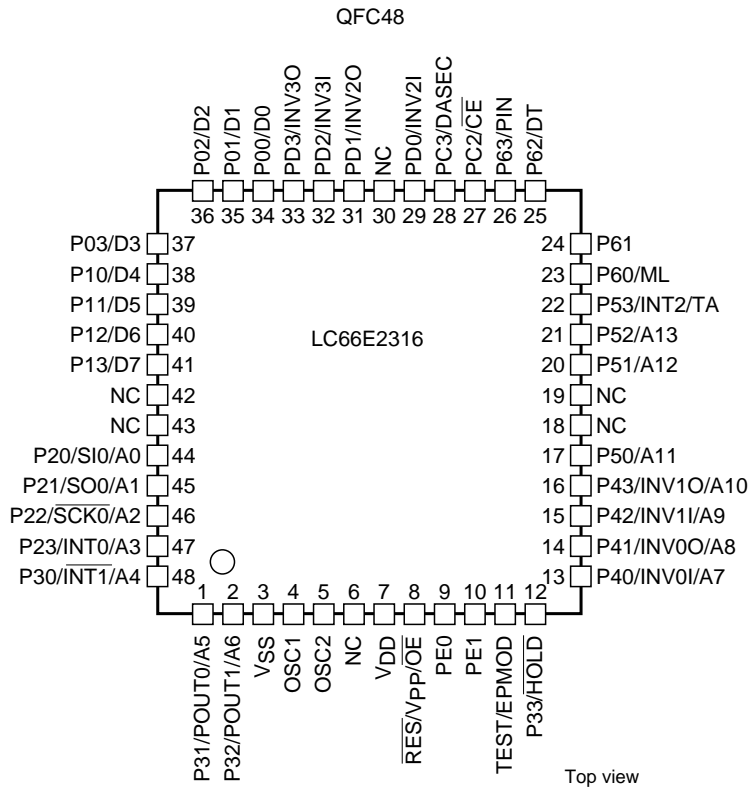 QFC48
P02/D2
P01/D1
P00/D0
PD3/INV3O
PD2/INV3I
PD1/INV2O
NC
PD0/INV2I
PC3/DASEC
PC2/C̅E̅
P63/PIN
P62/DT
36 35 34 33 32 31 30 29 28 27 26 25
P03/D3 37
P10/D4 38
P11/D5 39
P12/D6 40
P13/D7 41
NC 42
NC 43
P20/SI0/A0 44
P21/SO0/A1 45
P22/S̅C̅K̅0̅/A2 46
P23/INT0/A3 47
P30/I̅N̅T̅1̅/A4 48
LC66E2316
24 P61
23 P60/ML
22 P53/INT2/TA
21 P52/A13
20 P51/A12
19 NC
18 NC
17 P50/A11
16 P43/INV1O/A10
15 P42/INV1I/A9
14 P41/INV0O/A8
13 P40/INV0I/A7
1 2 3 4 5 6 7 8 9 10 11 12
P31/POUT0/A5
P32/POUT1/A6
VSS
OSC1
OSC2
NC
VDD
R̅E̅S̅/VPP/O̅E̅
PE0
PE1
TEST/EPMOD
P33/H̅O̅L̅D̅
Top view